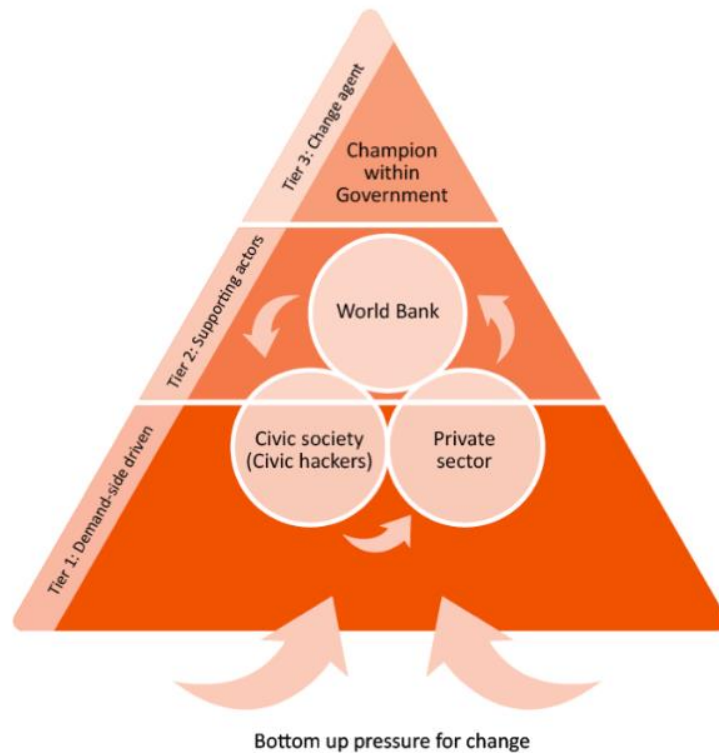 Tier 3: Change agent
Champion
within
Government
Tier 2: Supporting actors
World Bank
Tier 1: Demand-side driven
Civic society
(Civic hackers)
Private
sector
Bottom up pressure for change